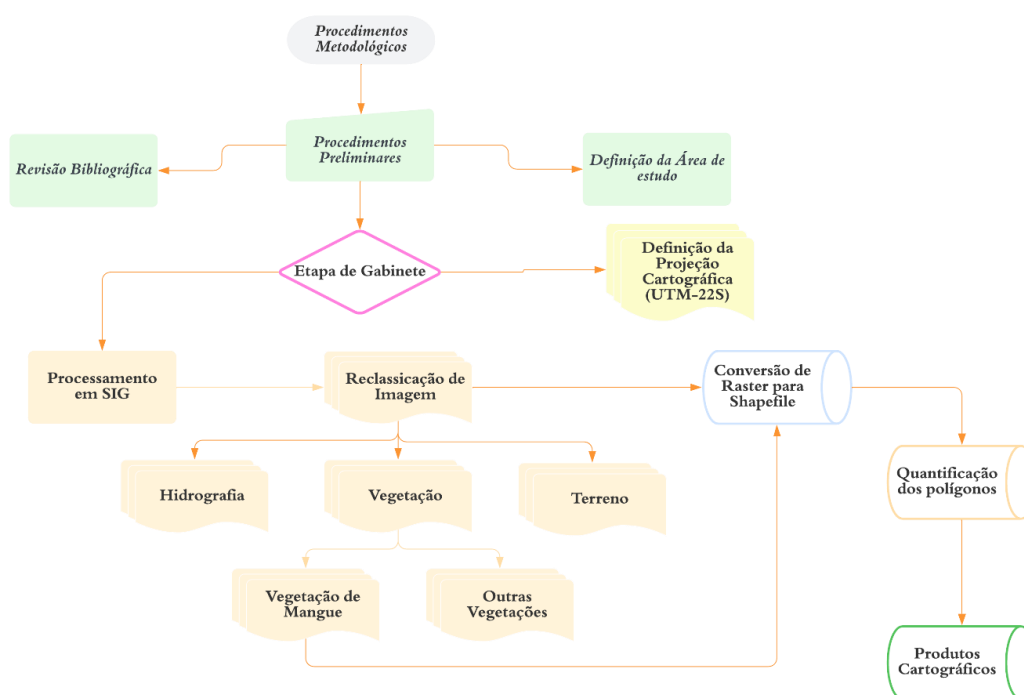 Procedimentos
Metodológicos
Procedimentos
Preliminares
Revisão Bibliográfica
Definição da Área de
estudo
Etapa de Gabinete
Definição da
Projeção
Cartográfica
(UTM-22S)
Processamento
em SIG
Reclassicação de
Imagem
Conversão de
Raster para
Shapefile
Hidrografia
Vegetação
Terreno
Quantificação
dos polígonos
Vegetação de
Mangue
Outras
Vegetações
Produtos
Cartográficos